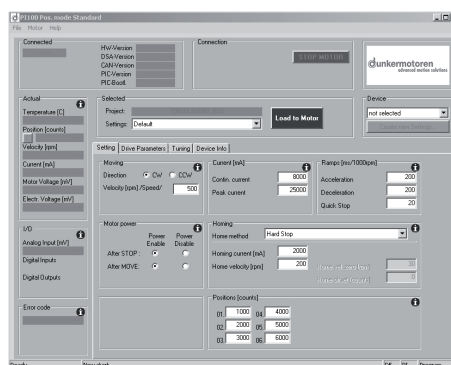 PI100 Pos. mode Standard
File Motor Help
Connected
HW-Version
DSA-Version
CAN-Version
PIC-Version
PIC-Bootl.
Connection
STOP MOTOR
dunkermotoren
advanced motion solutions
Actual
Temperature [C]
Position [counts]
Velocity [rpm]
Current [mA]
Motor Voltage [mV]
Electr. Voltage [mV]
Selected
Project:
Settings: Default
Load to Motor
Device
not selected
Setting Drive Parameters Tuning Device Info
Moving
Direction CW CCW
Velocity [rpm] /Speed/ 500
Current [mA]
Contin. current 8000
Peak current 25000
Ramps [ms/1000rpm]
Acceleration 200
Deceleration 200
Quick Stop 20
I/O
Analog Input [mV]
Digital Inputs
Digital Outputs
Motor power
Power Enable Power Disable
After STOP :
After MOVE:
Homing
Home method Hard Stop
Homing current [mA] 2000
Home velocity [rpm] 200
30
0
Error code
Positions [counts]
01. 1000 04. 4000
02. 2000 05. 5000
03. 3000 06. 6000